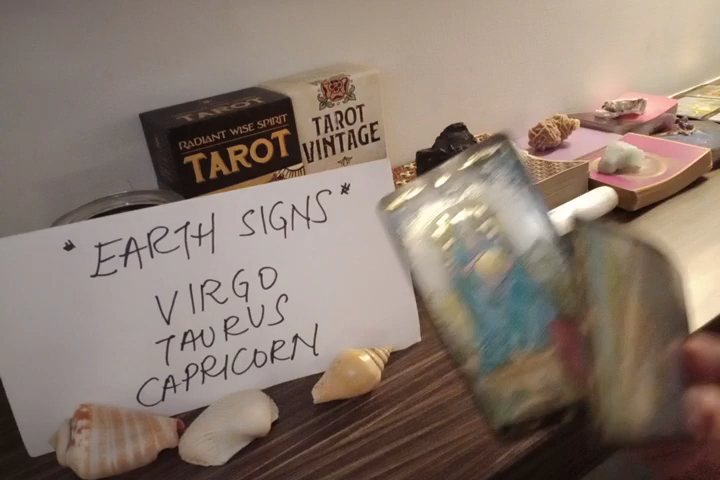 TAROT
RADIANT WISE SPIRIT
TAROT
TAROT
VINTAGE
"EARTH SIGNS"
VIRGO
TAURUS
CAPRICORN